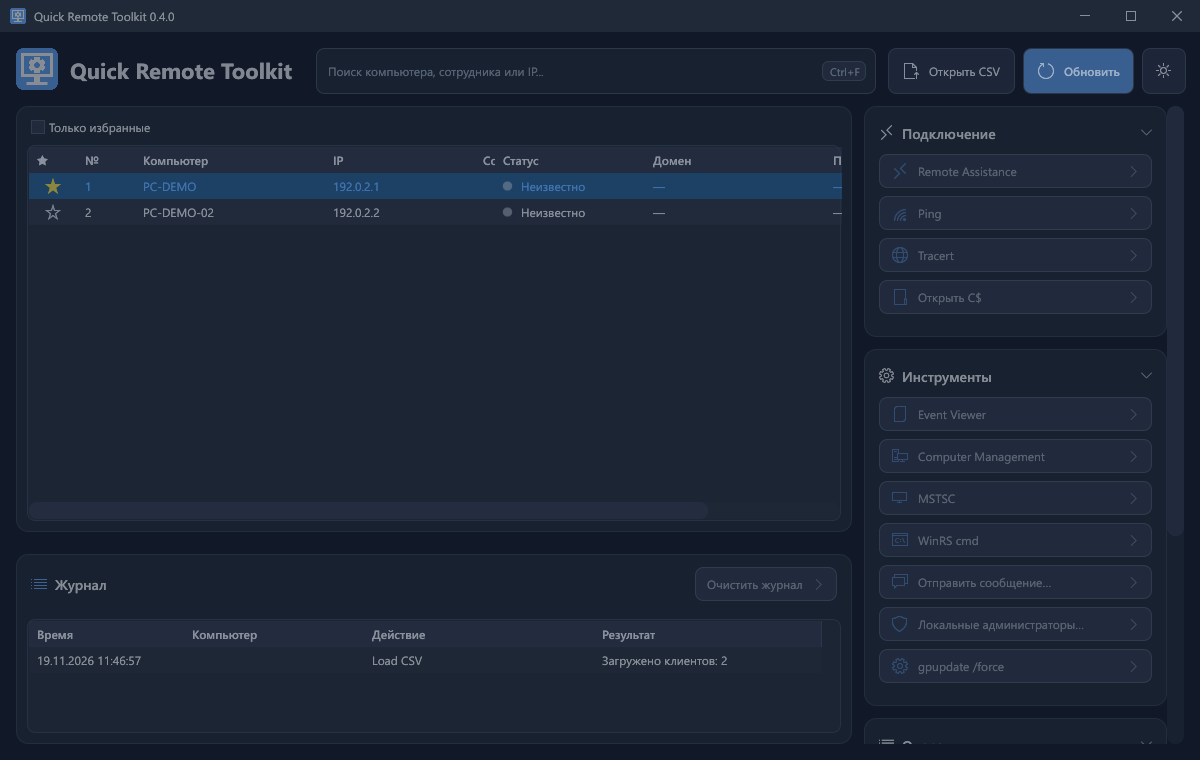 Quick Remote Toolkit 0.4.0
Quick Remote Toolkit
Поиск компьютера, сотрудника или IP...
Ctrl+F
Открыть CSV
Обновить
Только избранные
№ Компьютер IP Сс Статус Домен П
1 PC-DEMO 192.0.2.1 Неизвестно — —
2 PC-DEMO-02 192.0.2.2 Неизвестно — —
Журнал
Очистить журнал
Время Компьютер Действие Результат
19.11.2026 11:46:57 Load CSV Загружено клиентов: 2
Подключение
Remote Assistance
Ping
Tracert
Открыть C$
Инструменты
Event Viewer
Computer Management
MSTSC
WinRS cmd
Отправить сообщение...
Локальные администраторы...
gpupdate /force